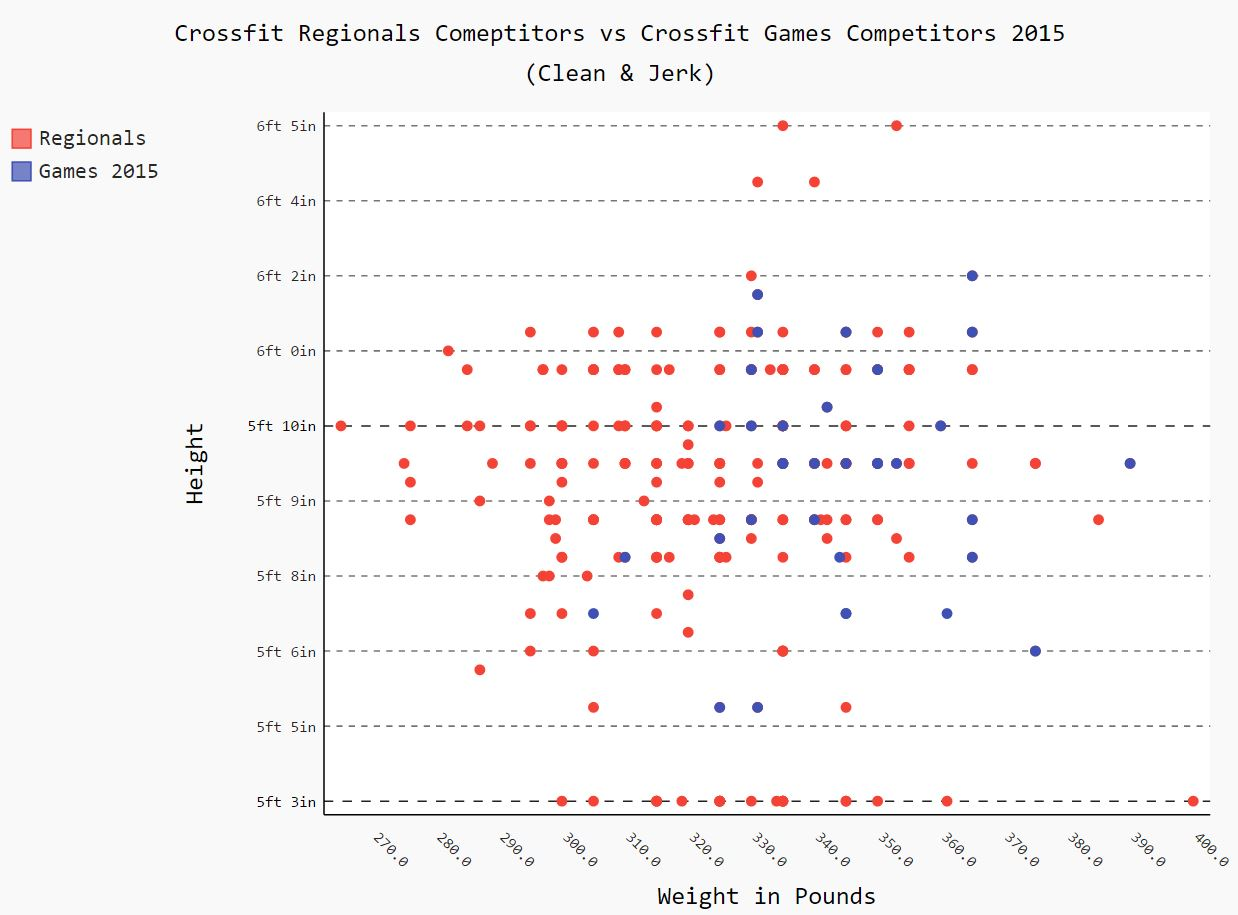 Crossfit Regionals Comeptitors vs Crossfit Games Competitors 2015
(Clean & Jerk)
Regionals
Games 2015
6ft 5in
6ft 4in
6ft 2in
6ft 0in
5ft 10in
5ft 9in
5ft 8in
5ft 6in
5ft 5in
5ft 3in
Height
270.0
280.0
290.0
300.0
310.0
320.0
330.0
340.0
350.0
360.0
370.0
380.0
390.0
400.0
Weight in Pounds